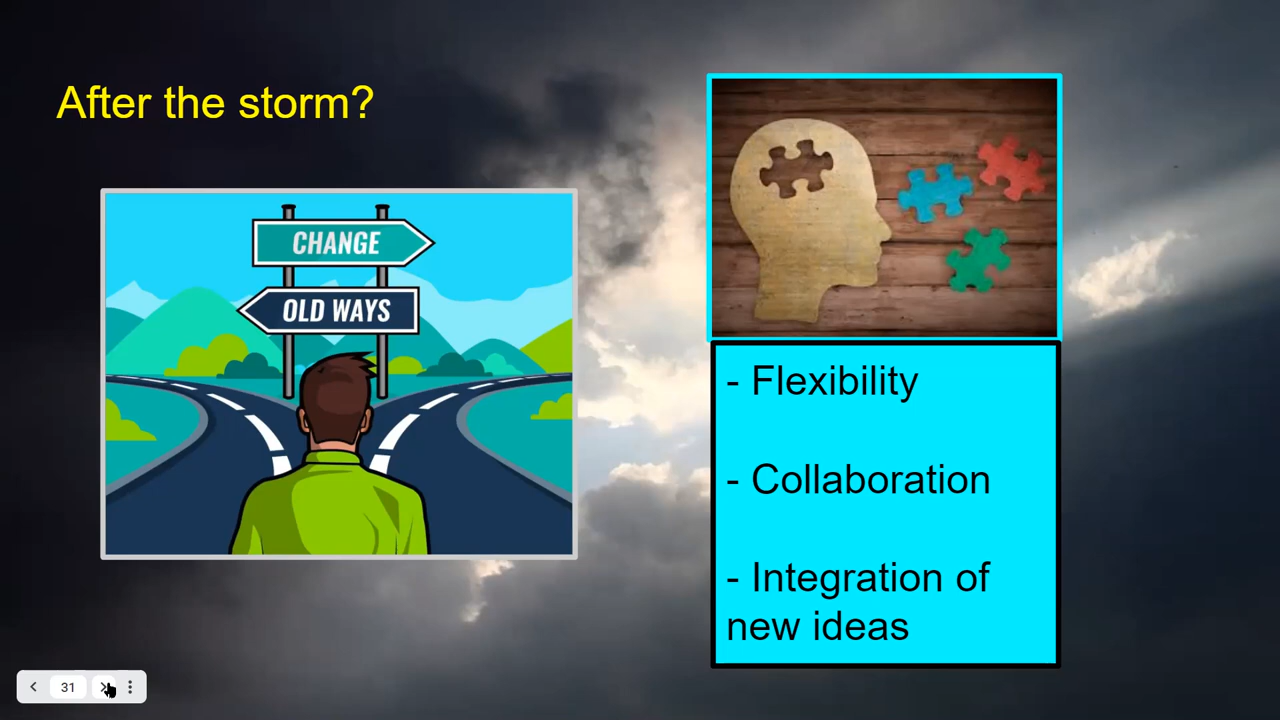 After the storm?
CHANGE
OLD WAYS
- Flexibility
- Collaboration
- Integration of
new ideas
31